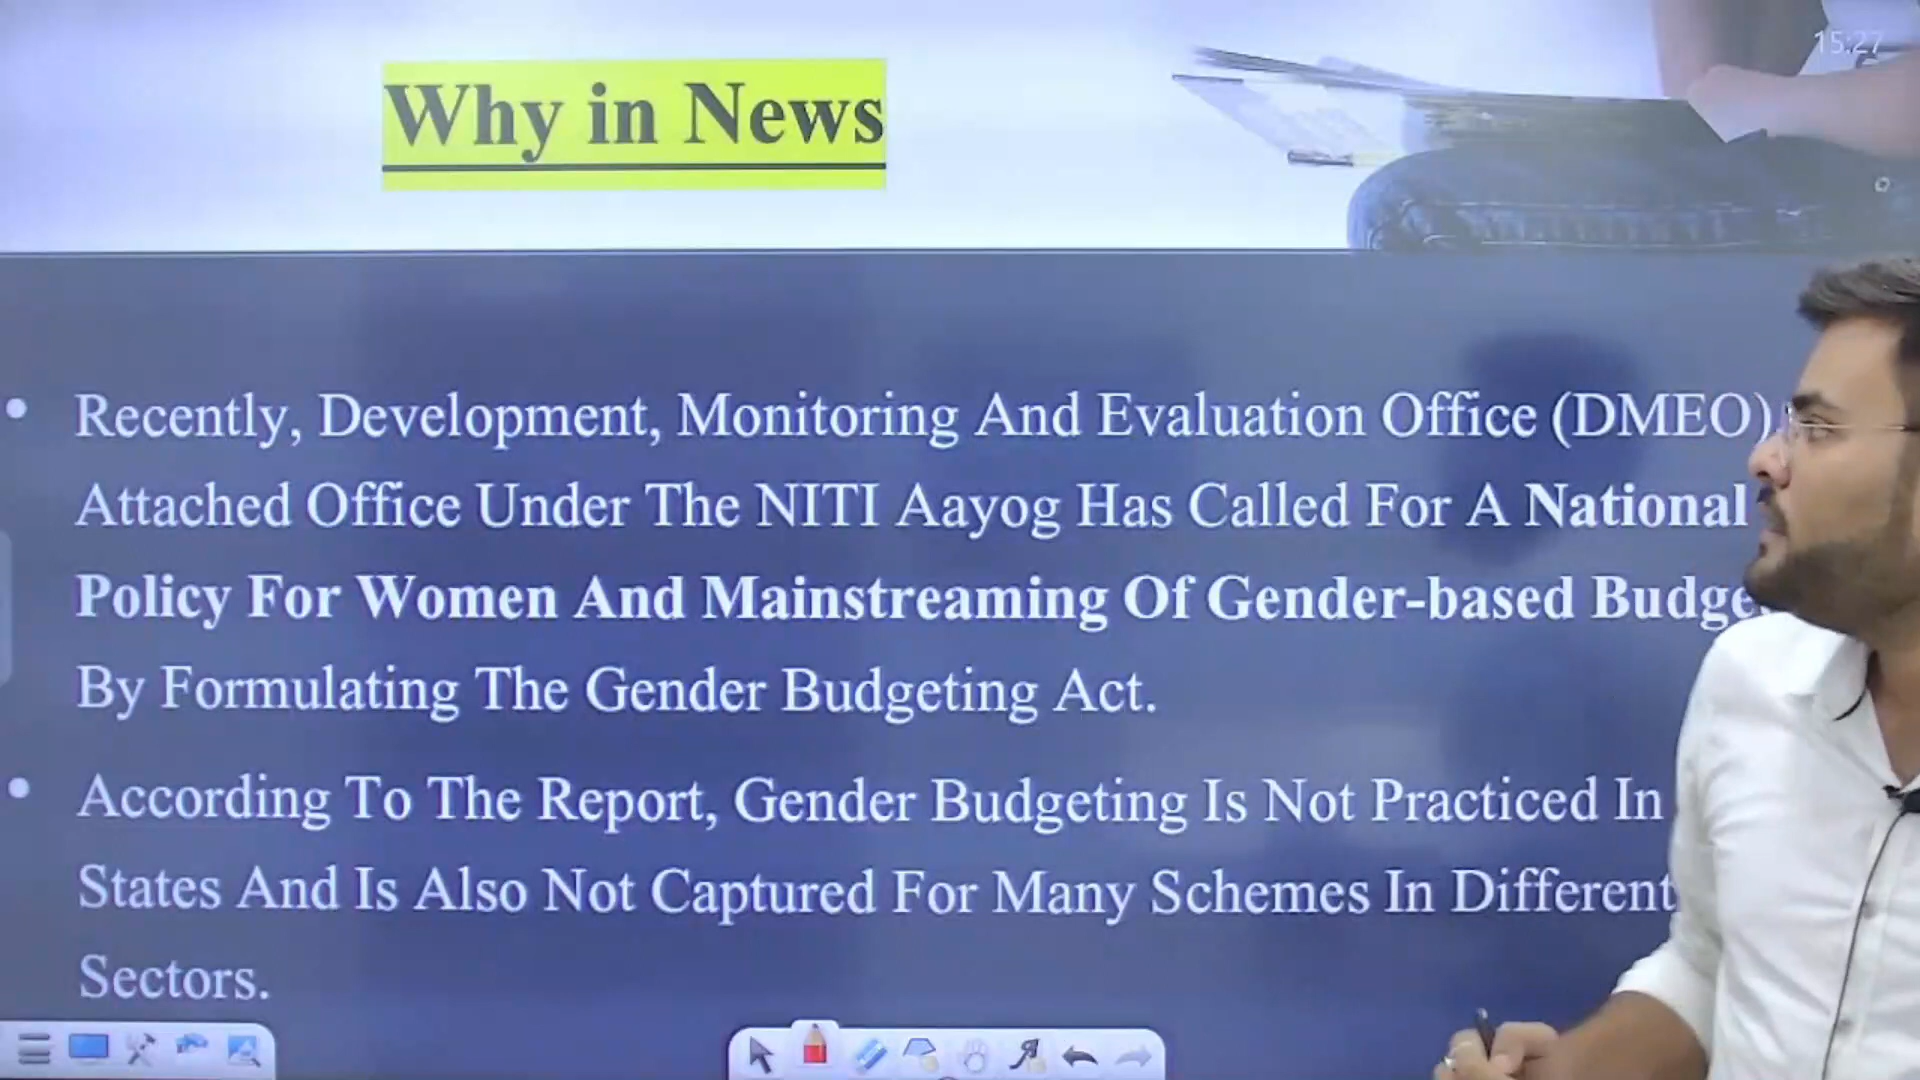 15:27
Why in News
• Recently, Development, Monitoring And Evaluation Office (DMEO),
Attached Office Under The NITI Aayog Has Called For A National
Policy For Women And Mainstreaming Of Gender-based
By Formulating The Gender Budgeting Act.
• According To The Report, Gender Budgeting Is Not Practiced In
States And Is Also Not Captured For Many Schemes In Different
Sectors.